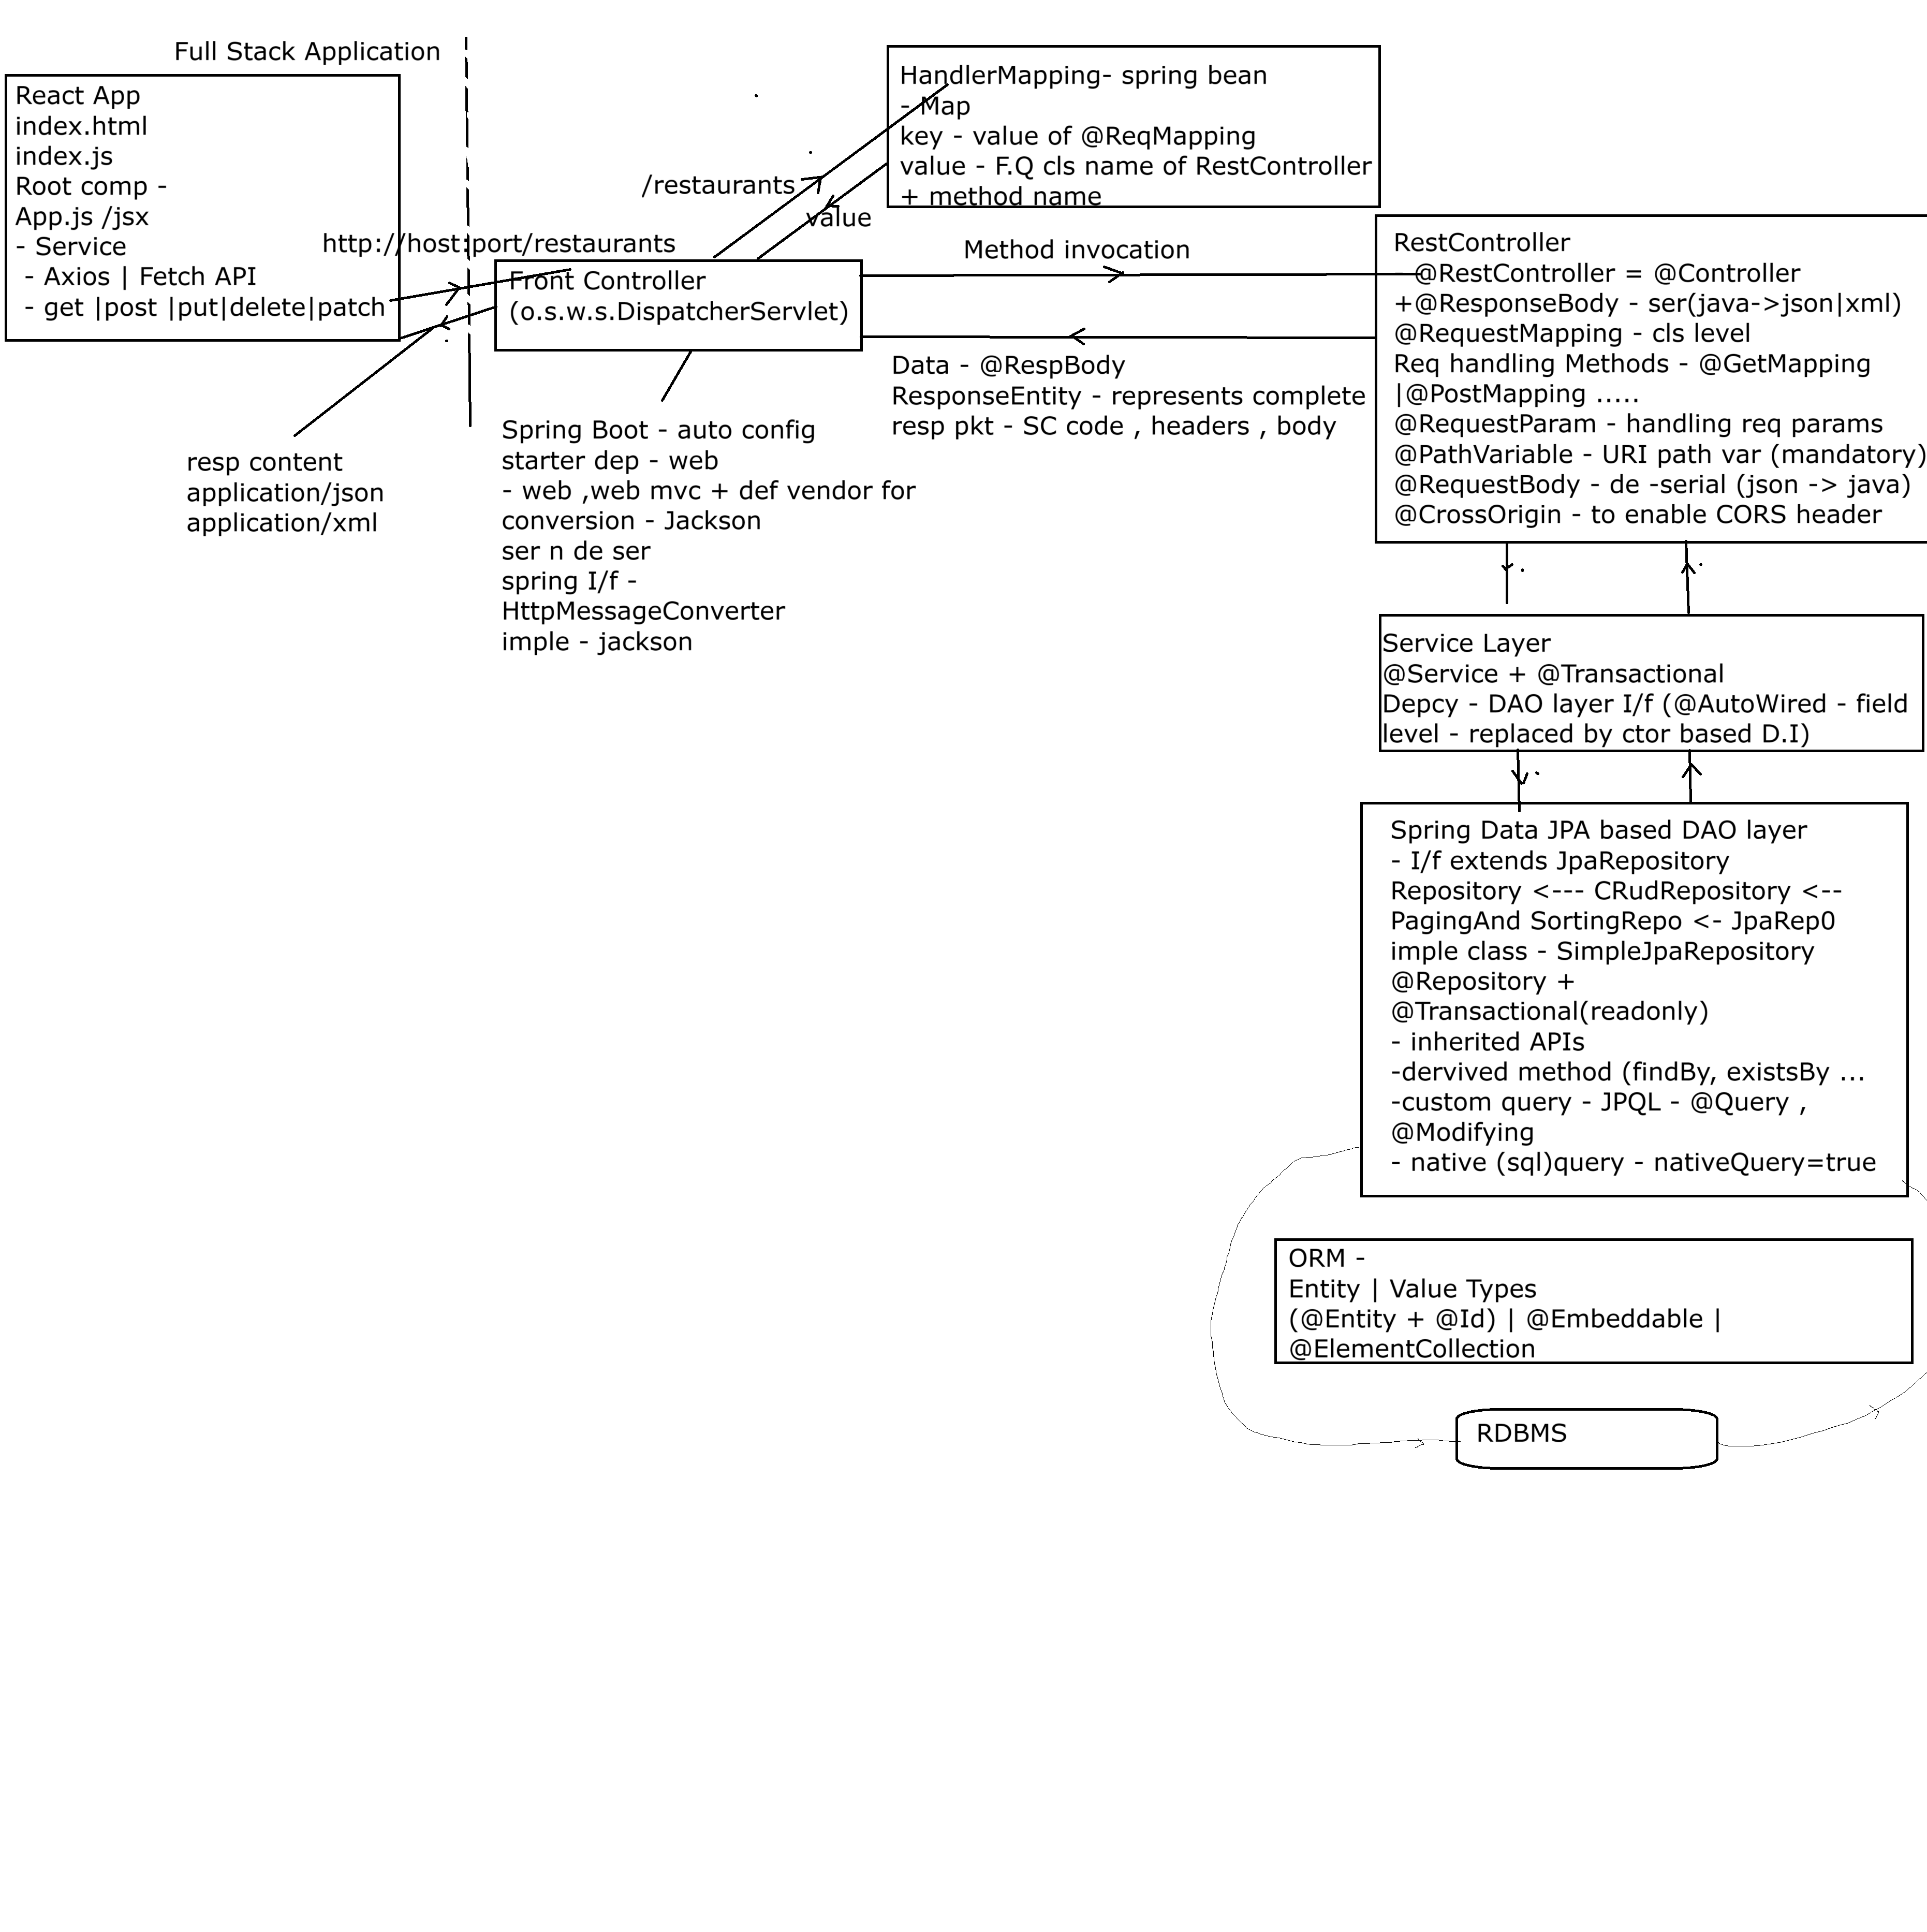 Full Stack Application
React App
index.html
index.js
Root comp -
App.js /jsx
- Service
- Axios | Fetch API
- get |post |put|delete|patch
http://host:port/restaurants
/restaurants
value
HandlerMapping- spring bean
- Map
key - value of @ReqMapping
value - F.Q cls name of RestController
+ method name
Front Controller
(o.s.w.s.DispatcherServlet)
Method invocation
Data - @RespBody
ResponseEntity - represents complete
resp pkt - SC code , headers , body
RestController
@RestController = @Controller
+@ResponseBody - ser(java->json|xml)
@RequestMapping - cls level
Req handling Methods - @GetMapping
|@PostMapping .....
@RequestParam - handling req params
@PathVariable - URI path var (mandatory)
@RequestBody - de -serial (json -> java)
@CrossOrigin - to enable CORS header
resp content
application/json
application/xml
Spring Boot - auto config
starter dep - web
- web ,web mvc + def vendor for
conversion - Jackson
ser n de ser
spring I/f -
HttpMessageConverter
imple - jackson
Service Layer
@Service + @Transactional
Depcy - DAO layer I/f (@AutoWired - field
level - replaced by ctor based D.I)
Spring Data JPA based DAO layer
- I/f extends JpaRepository
Repository <--- CRudRepository <--
PagingAnd SortingRepo <- JpaRep0
imple class - SimpleJpaRepository
@Repository +
@Transactional(readonly)
- inherited APIs
-dervived method (findBy, existsBy ...
-custom query - JPQL - @Query ,
@Modifying
- native (sql)query - nativeQuery=true
ORM -
Entity | Value Types
(@Entity + @Id) | @Embeddable |
@ElementCollection
RDBMS